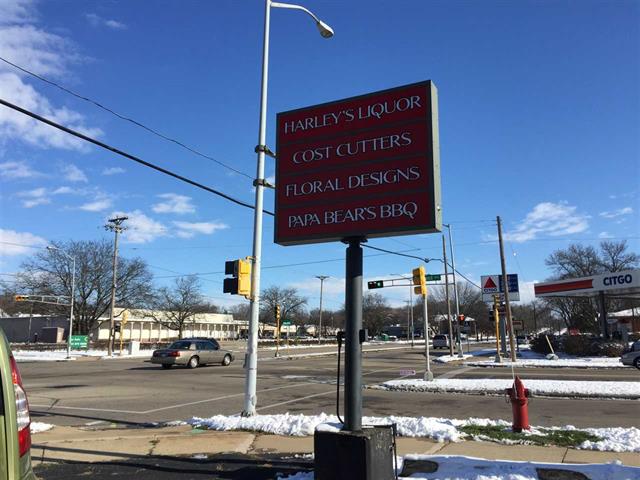 HARLEY'S LIQUOR
COST CUTTERS
FLORAL DESIGNS
PAPA BEAR'S BBQ
CITGO